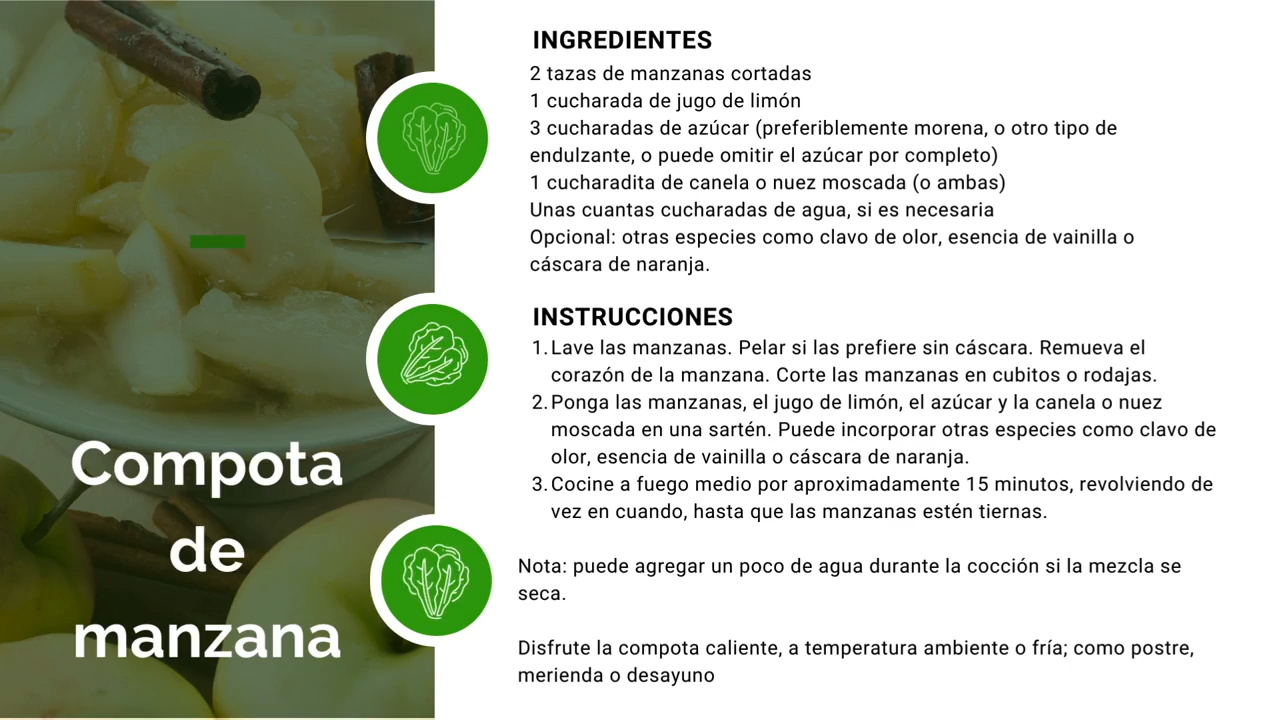 Compota
de
manzana
INGREDIENTES
2 tazas de manzanas cortadas
1 cucharada de jugo de limón
3 cucharadas de azúcar (preferiblemente morena, o otro tipo de
endulzante, o puede omitir el azúcar por completo)
1 cucharadita de canela o nuez moscada (o ambas)
Unas cuantas cucharadas de agua, si es necesaria
Opcional: otras especies como clavo de olor, esencia de vainilla o
cáscara de naranja.
INSTRUCCIONES
1. Lave las manzanas. Pelar si las prefiere sin cáscara. Remueva el
corazón de la manzana. Corte las manzanas en cubitos o rodajas.
2. Ponga las manzanas, el jugo de limón, el azúcar y la canela o nuez
moscada en una sartén. Puede incorporar otras especies como clavo de
olor, esencia de vainilla o cáscara de naranja.
3. Cocine a fuego medio por aproximadamente 15 minutos, revolviendo de
vez en cuando, hasta que las manzanas estén tiernas.
Nota: puede agregar un poco de agua durante la cocción si la mezcla se
seca.
Disfrute la compota caliente, a temperatura ambiente o fría; como postre,
merienda o desayuno